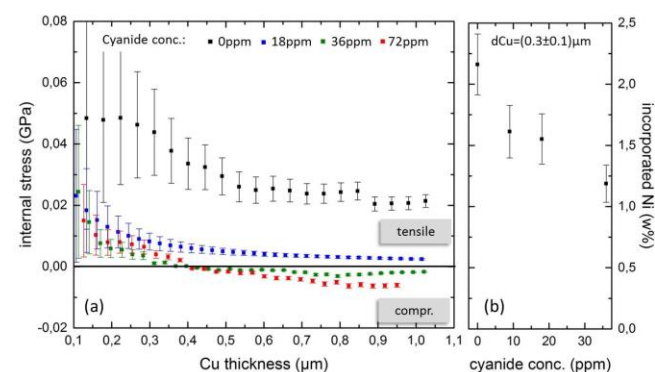 Cyanide conc.: 0ppm 18ppm 36ppm 72ppm
internal stress (GPa)
0,08
0,06
0,04
0,02
0,00
-0,02
tensile
compr.
(a)
0,1 0,2 0,3 0,4 0,5 0,6 0,7 0,8 0,9 1,0 1,1
Cu thickness (µm)
dCu=(0.3±0.1)µm
2,5
2,0
1,5
1,0
0,5
0,0
incorporated Ni (w%)
(b)
0 10 20 30
cyanide conc. (ppm)